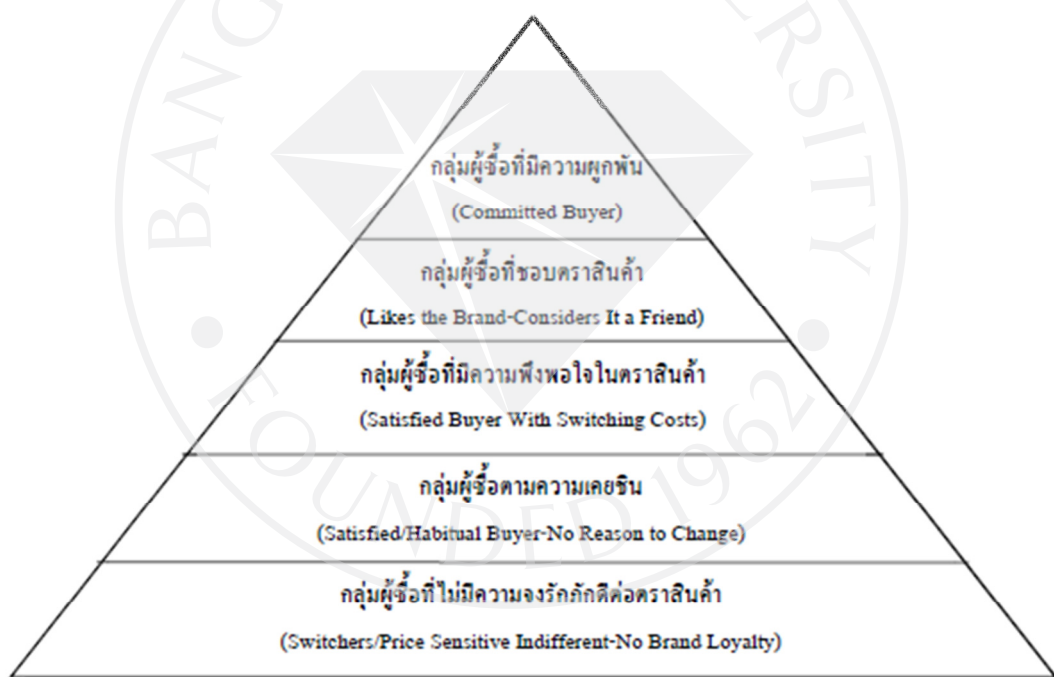 กลุ่มผู้ซื้อที่มีความผูกพัน
(Committed Buyer)
กลุ่มผู้ซื้อที่ชอบตราสินค้า
(Likes the Brand-Considers It a Friend)
กลุ่มผู้ซื้อที่มีความพึงพอใจในตราสินค้า
(Satisfied Buyer With Switching Costs)
กลุ่มผู้ซื้อตามความเคยชิน
(Satisfied/Habitual Buyer-No Reason to Change)
กลุ่มผู้ซื้อที่ไม่มีความจงรักภักดีต่อตราสินค้า
(Switchers/Price Sensitive Indifferent-No Brand Loyalty)
FOUNDED 1962